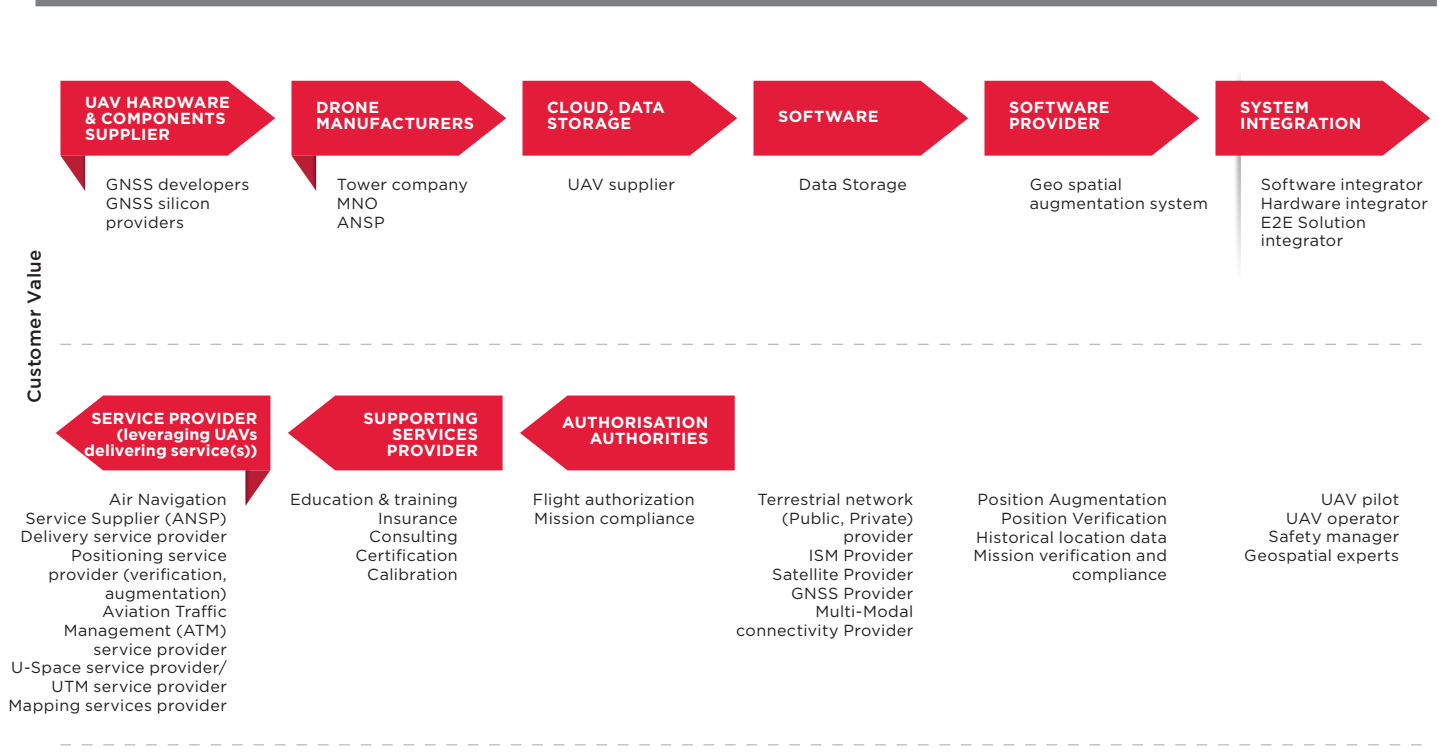 UAV HARDWARE
& COMPONENTS
SUPPLIER
GNSS developers
GNSS silicon
providers
DRONE
MANUFACTURERS
Tower company
MNO
ANSP
CLOUD, DATA
STORAGE
UAV supplier
SOFTWARE
Data Storage
SOFTWARE
PROVIDER
Geo spatial
augmentation system
SYSTEM
INTEGRATION
Software integrator
Hardware integrator
E2E Solution
integrator
Customer Value
SERVICE PROVIDER
(leveraging UAVs
delivering service(s))
Air Navigation
Service Supplier (ANSP)
Delivery service provider
Positioning service
provider (verification,
augmentation)
Aviation Traffic
Management (ATM)
service provider
U-Space service provider/
UTM service provider
Mapping services provider
SUPPORTING
SERVICES
PROVIDER
Education & training
Insurance
Consulting
Certification
Calibration
AUTHORISATION
AUTHORITIES
Flight authorization
Mission compliance
Terrestrial network
(Public, Private)
provider
ISM Provider
Satellite Provider
GNSS Provider
Multi-Modal
connectivity Provider
Position Augmentation
Position Verification
Historical location data
Mission verification and
compliance
UAV pilot
UAV operator
Safety manager
Geospatial experts